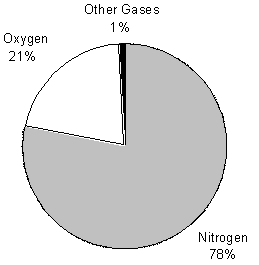 Other Gases
1%
Oxygen
21%
Nitrogen
78%